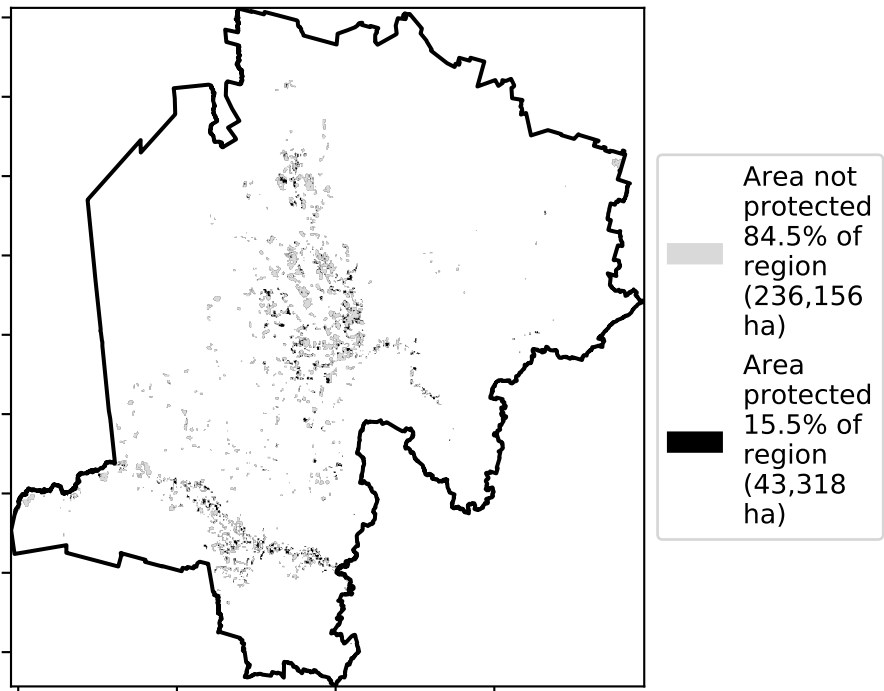 Area not
protected
84.5% of
region
(236,156
ha)
Area
protected
15.5% of
region
(43,318
ha)